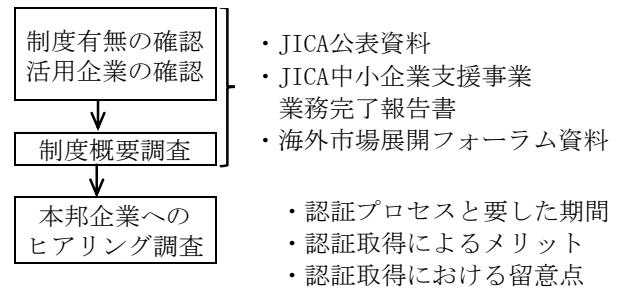 制度有無の確認
活用企業の確認
・JICA公表資料
・JICA中小企業支援事業
業務完了報告書
・海外市場展開フォーラム資料
制度概要調査
本邦企業への
ヒアリング調査
・認証プロセスと要した期間
・認証取得によるメリット
・認証取得における留意点